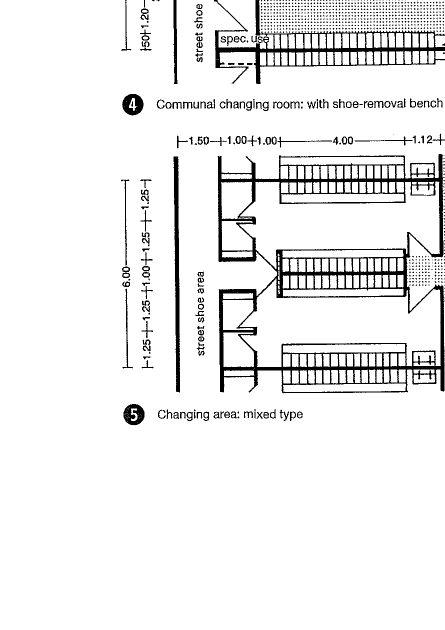 50
1.20
street shoe
spec. use
4 Communal changing room: with shoe-removal bench
1.50 1.00 1.00 4.00 1.12
6.00
1.25 1.25 1.00 1.25 1.25
street shoe area
5 Changing area: mixed type